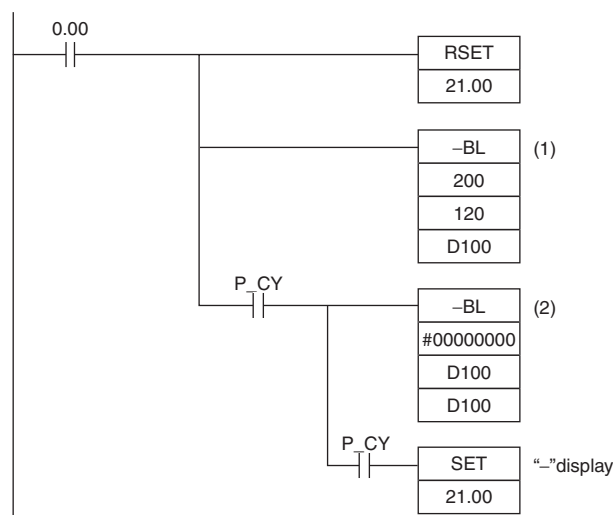 0.00
RSET
21.00
–BL (1)
200
120
D100
P_CY
–BL (2)
#00000000
D100
D100
P_CY
SET “–”display
21.00